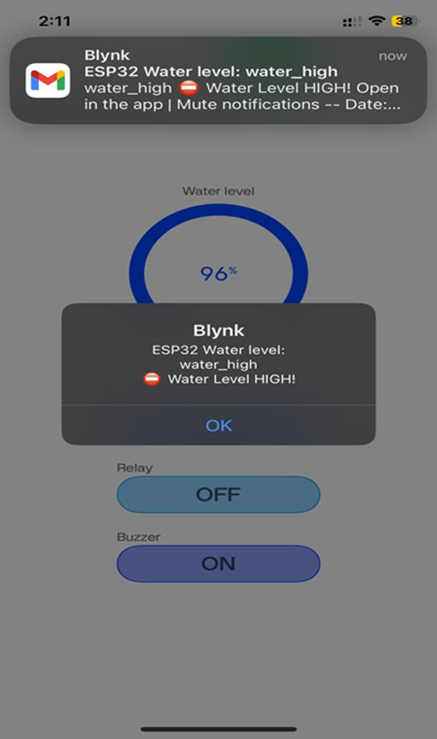 2:11
38
Blynk
now
ESP32 Water level: water_high
water_high ⛔ Water Level HIGH! Open
in the app | Mute notifications -- Date:...
Water level
96%
Blynk
ESP32 Water level:
water_high
⛔ Water Level HIGH!
OK
Relay
OFF
Buzzer
ON